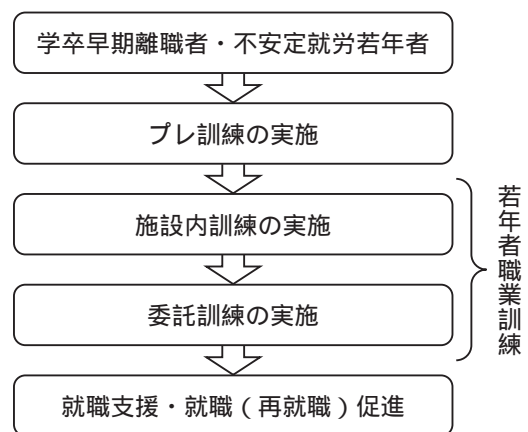 学卒早期離職者・不安定就労若年者
プレ訓練の実施
施設内訓練の実施
委託訓練の実施
就職支援・就職（再就職）促進
若年者職業訓練